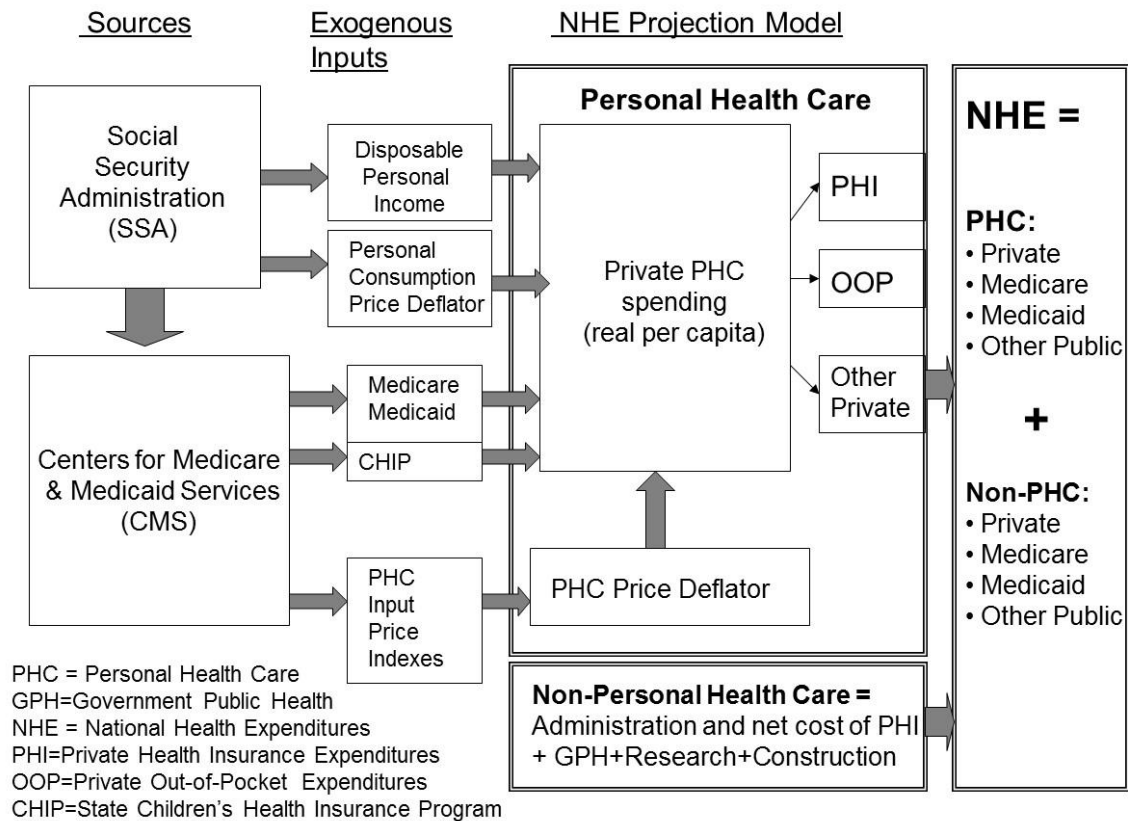 Sources
Exogenous
Inputs
NHE Projection Model
Social
Security
Administration
(SSA)
Disposable
Personal
Income
Personal
Consumption
Price Deflator
Centers for Medicare
& Medicaid Services
(CMS)
Medicare
Medicaid
CHIP
PHC
Input
Price
Indexes
Personal Health Care
Private PHC
spending
(real per capita)
PHI
OOP
Other
Private
PHC Price Deflator
Non-Personal Health Care =
Administration and net cost of PHI
+ GPH+Research+Construction
NHE =
PHC:
• Private
• Medicare
• Medicaid
• Other Public
+
Non-PHC:
• Private
• Medicare
• Medicaid
• Other Public
PHC = Personal Health Care
GPH=Government Public Health
NHE = National Health Expenditures
PHI=Private Health Insurance Expenditures
OOP=Private Out-of-Pocket Expenditures
CHIP=State Children's Health Insurance Program